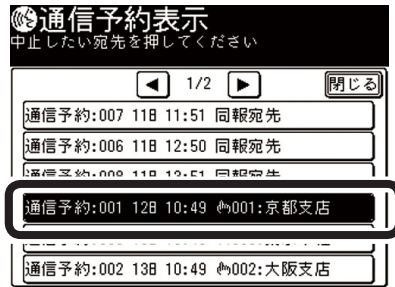 通信予約表示
中止したい宛先を押してください
◀ 1/2 ▶ 閉じる
通信予約:007 11日 11:51 同報宛先
通信予約:006 11日 12:50 同報宛先
通信予約:001 12日 10:49 001:京都支店
通信予約:002 13日 10:49 002:大阪支店